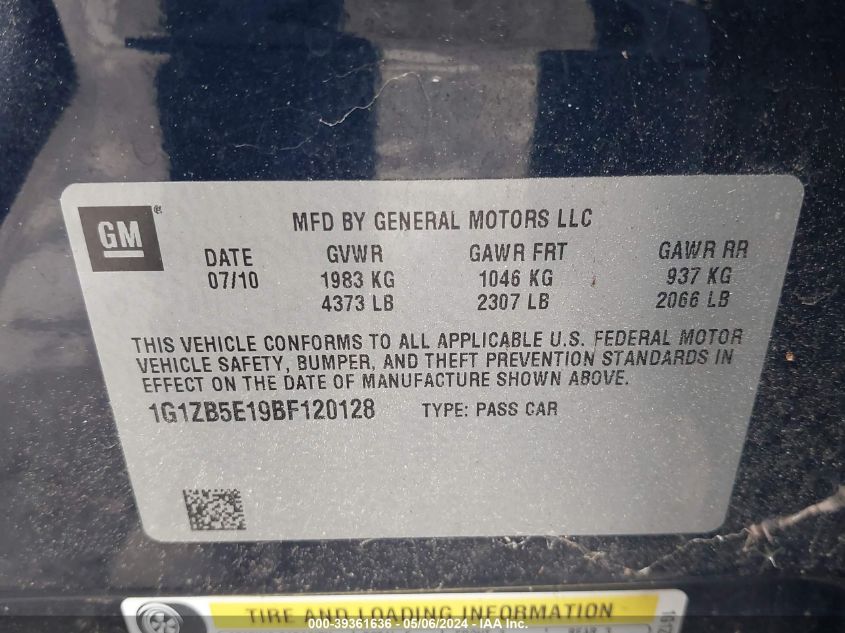 GM®
MFD BY GENERAL MOTORS LLC
DATE GVWR GAWR FRT GAWR RR
07/10 1983 KG 1046 KG 937 KG
4373 LB 2307 LB 2066 LB
THIS VEHICLE CONFORMS TO ALL APPLICABLE U.S. FEDERAL MOTOR
VEHICLE SAFETY, BUMPER, AND THEFT PREVENTION STANDARDS IN
EFFECT ON THE DATE OF MANUFACTURE SHOWN ABOVE.
1G1ZB5E19BF120128 TYPE: PASS CAR
TIRE AND LOADING INFORMATION
000-39361636 - 05/06/2024 - IAAI - Copyright © 2024 IAA, Inc.